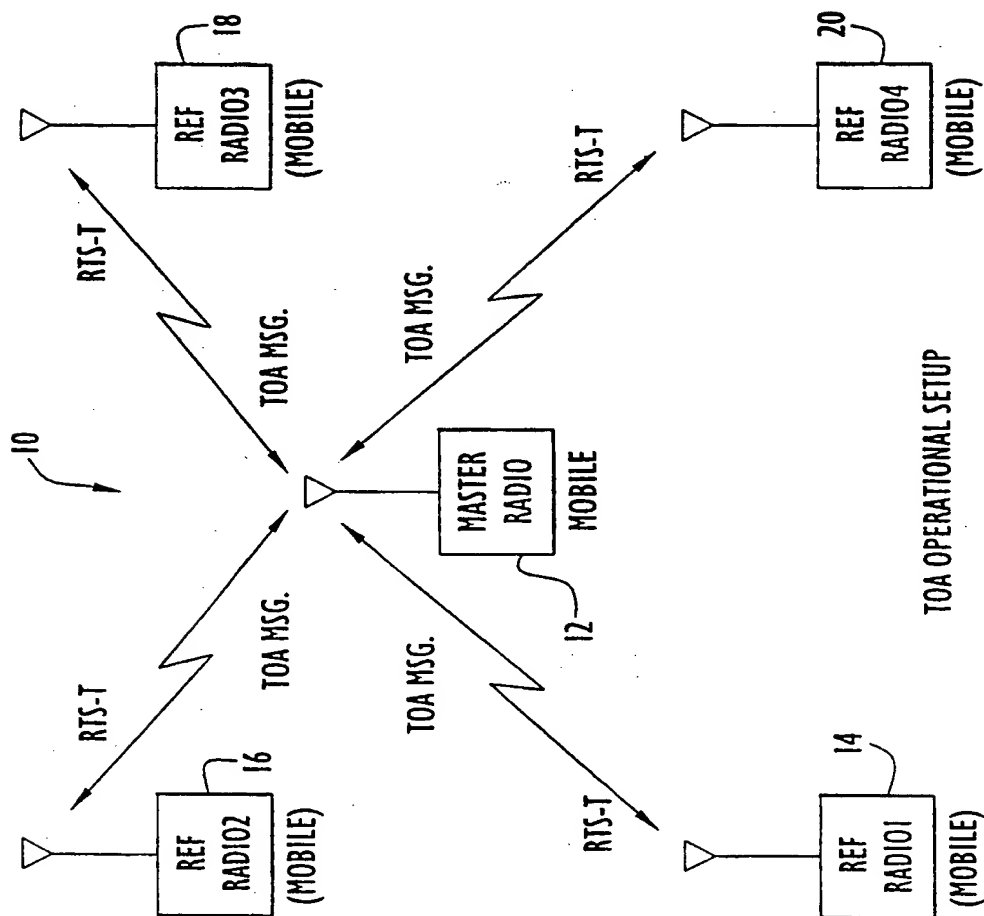 10
RTS-T
RTS-T
16
18
REF
RADIO2
(MOBILE)
REF
RADIO3
(MOBILE)
TOA MSG.
TOA MSG.
MASTER
RADIO
MOBILE
12
TOA MSG.
TOA MSG.
RTS-T
RTS-T
14
20
REF
RADIO1
(MOBILE)
REF
RADIO4
(MOBILE)
TOA OPERATIONAL SETUP